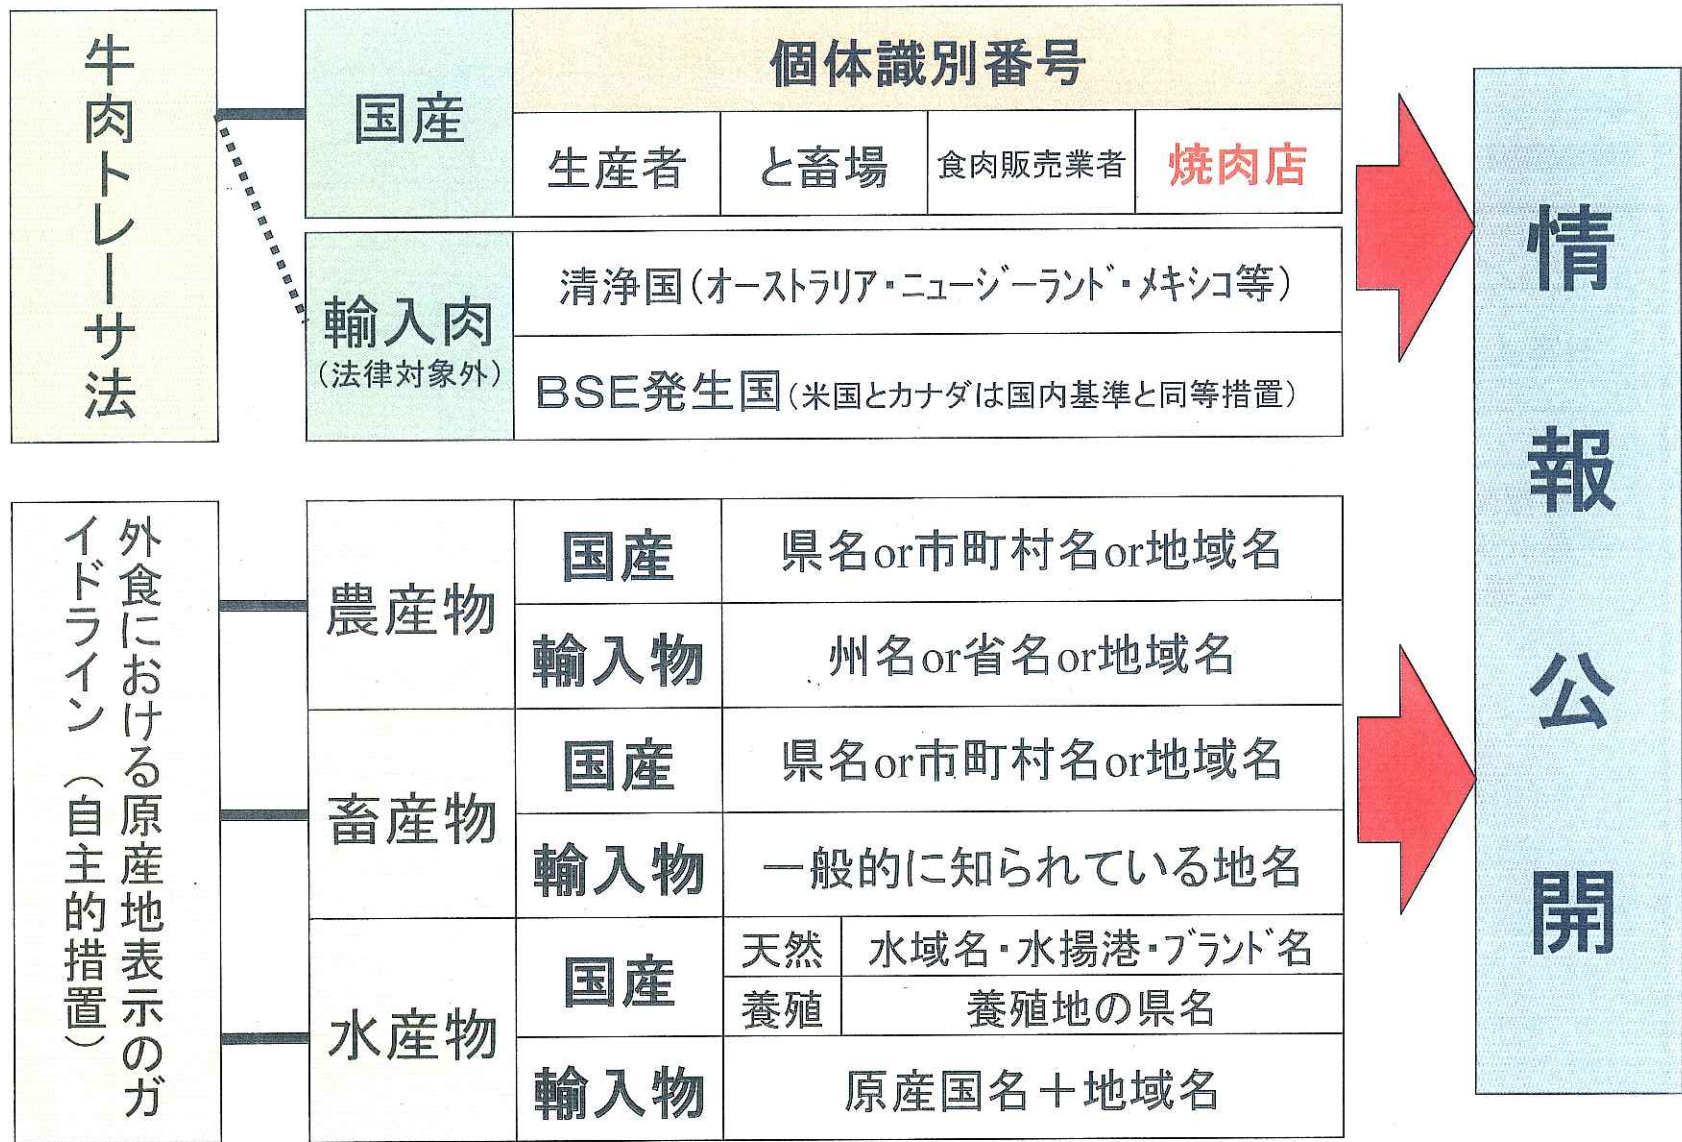 牛肉トレーサ法
国産
個体識別番号
生産者
と畜場
食肉販売業者
焼肉店
輸入肉
（法律対象外）
清浄国（オーストラリア・ニュージーランド・メキシコ等）
BSE発生国（米国とカナダは国内基準と同等措置）
外食における原産地表示のガ
イドライン （自主的措置）
農産物
国産
県名or市町村名or地域名
輸入物
州名or省名or地域名
畜産物
国産
県名or市町村名or地域名
輸入物
一般的に知られている地名
水産物
国産
天然
水域名・水揚港・ブランド名
養殖
養殖地の県名
輸入物
原産国名＋地域名
情報公開